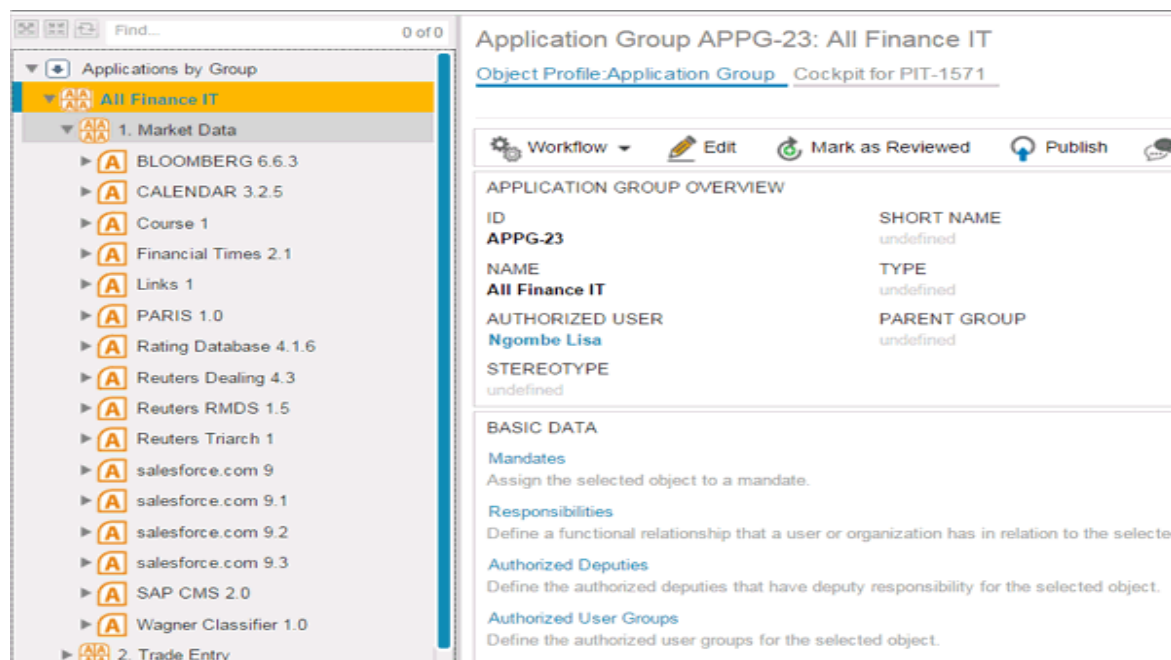 Find...
0 of 0
Applications by Group
All Finance IT
1. Market Data
BLOOMBERG 6.6.3
CALENDAR 3.2.5
Course 1
Financial Times 2.1
Links 1
PARIS 1.0
Rating Database 4.1.6
Reuters Dealing 4.3
Reuters RMDS 1.5
Reuters Triarch 1
salesforce.com 9
salesforce.com 9.1
salesforce.com 9.2
salesforce.com 9.3
SAP CMS 2.0
Wagner Classifier 1.0
2. Trade Entry
Application Group APPG-23: All Finance IT
Object Profile:Application Group Cockpit for PIT-1571
Workflow Edit Mark as Reviewed Publish
APPLICATION GROUP OVERVIEW
ID SHORT NAME
APPG-23 undefined
NAME TYPE
All Finance IT undefined
AUTHORIZED USER PARENT GROUP
Ngombe Lisa undefined
STEREOTYPE
undefined
BASIC DATA
Mandates
Assign the selected object to a mandate.
Responsibilities
Define a functional relationship that a user or organization has in relation to the selecte
Authorized Deputies
Define the authorized deputies that have deputy responsibility for the selected object.
Authorized User Groups
Define the authorized user groups for the selected object.